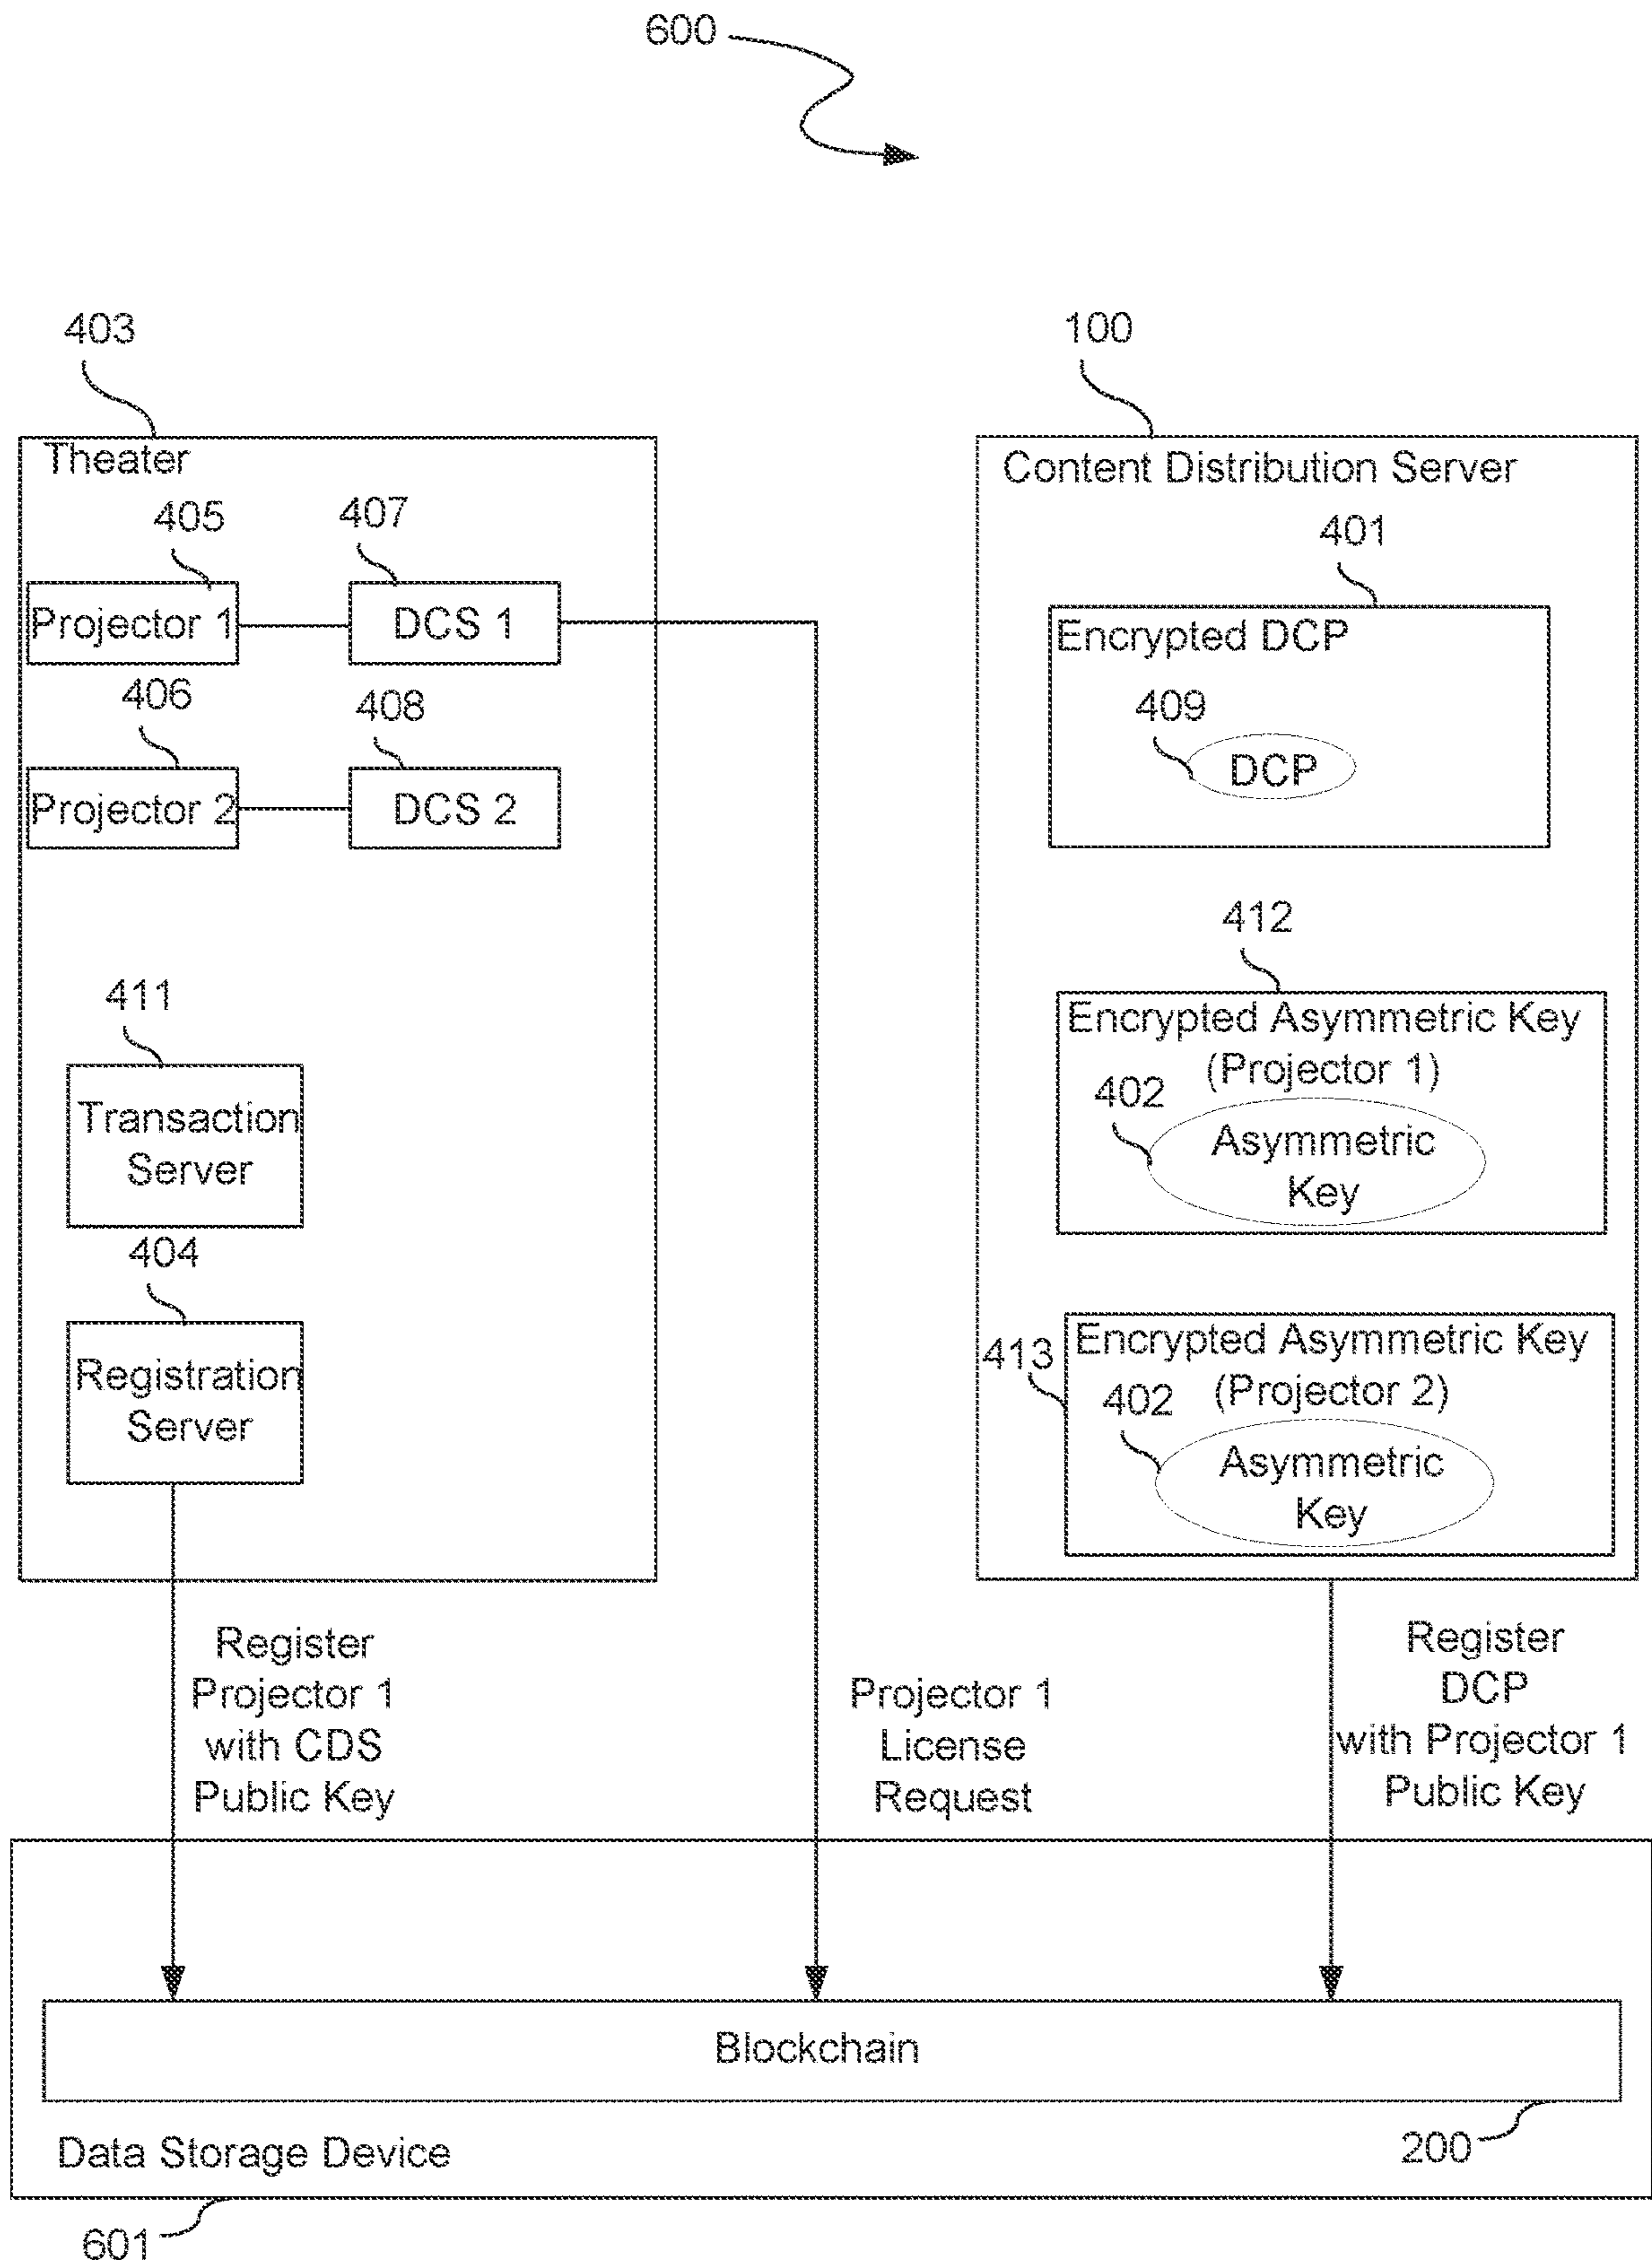 600
403
100
Theater
Content Distribution Server
405
407
401
Projector 1
DCS 1
Encrypted DCP
406
408
409
DCP
Projector 2
DCS 2
412
411
Encrypted Asymmetric Key
(Projector 1)
402
Asymmetric
Key
Transaction
Server
404
Registration
Server
413
Encrypted Asymmetric Key
(Projector 2)
402
Asymmetric
Key
Register
Projector 1
with CDS
Public Key
Projector 1
License
Request
Register
DCP
with Projector 1
Public Key
Blockchain
Data Storage Device
200
601